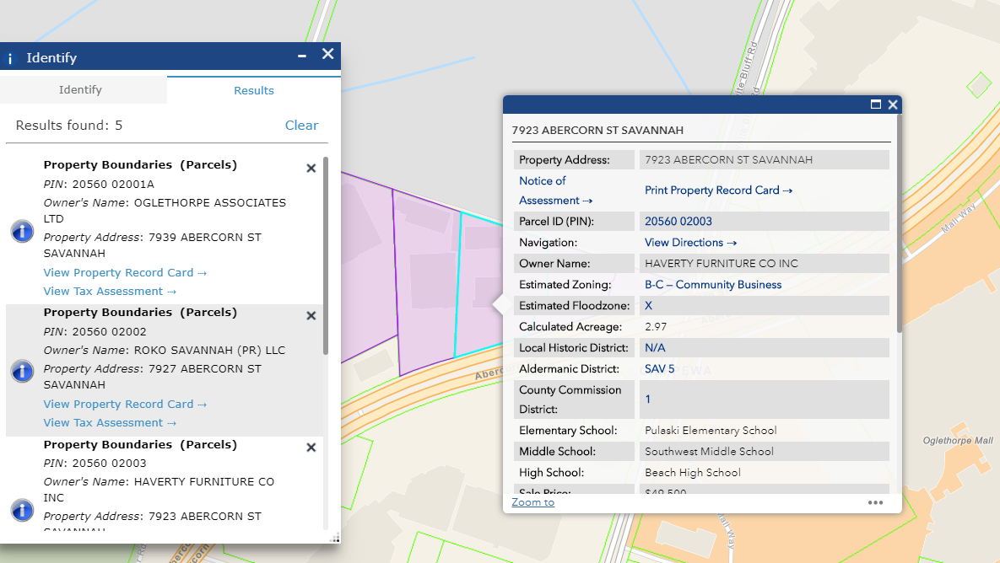 Identify
Identify
Results
Results found: 5
Clear
Property Boundaries (Parcels)
PIN: 20560 02001A
Owner's Name: OGLETHORPE ASSOCIATES
LTD
Property Address: 7939 ABERCORN ST
SAVANNAH
View Property Record Card →
View Tax Assessment →
Property Boundaries (Parcels)
PIN: 20560 02002
Owner's Name: ROKO SAVANNAH (PR) LLC
Property Address: 7927 ABERCORN ST
SAVANNAH
View Property Record Card →
View Tax Assessment →
Property Boundaries (Parcels)
PIN: 20560 02003
Owner's Name: HAVERTY FURNITURE CO
INC
Property Address: 7923 ABERCORN ST
SAVANNAH
7923 ABERCORN ST SAVANNAH
Property Address: 7923 ABERCORN ST SAVANNAH
Notice of
Assessment → Print Property Record Card →
Parcel ID (PIN): 20560 02003
Navigation: View Directions →
Owner Name: HAVERTY FURNITURE CO INC
Estimated Zoning: B-C – Community Business
Estimated Floodzone: X
Calculated Acreage: 2.97
Local Historic District: N/A
Aldermanic District: SAV 5
County Commission
District: 1
Elementary School: Pulaski Elementary School
Middle School: Southwest Middle School
High School: Beach High School
Sale Price: $49,500
Zoom to
Bluff Rd
Mall Way
Oglethorpe Mall
Mall Way